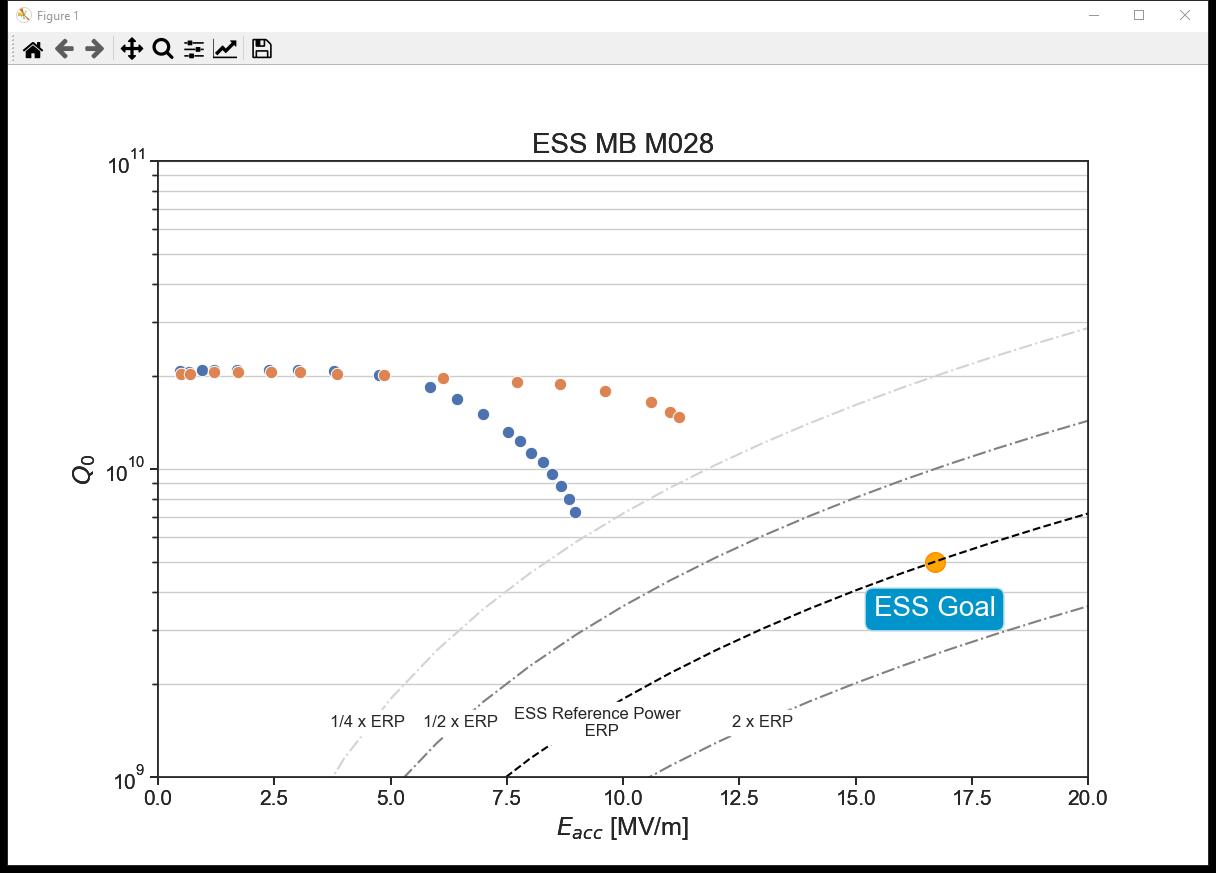 Figure 1
ESS MB M028
10^11
10^10
10^9
Q0
1/4 x ERP
1/2 x ERP
ESS Reference Power
ERP
2 x ERP
ESS Goal
0.0 2.5 5.0 7.5 10.0 12.5 15.0 17.5 20.0
Eacc [MV/m]